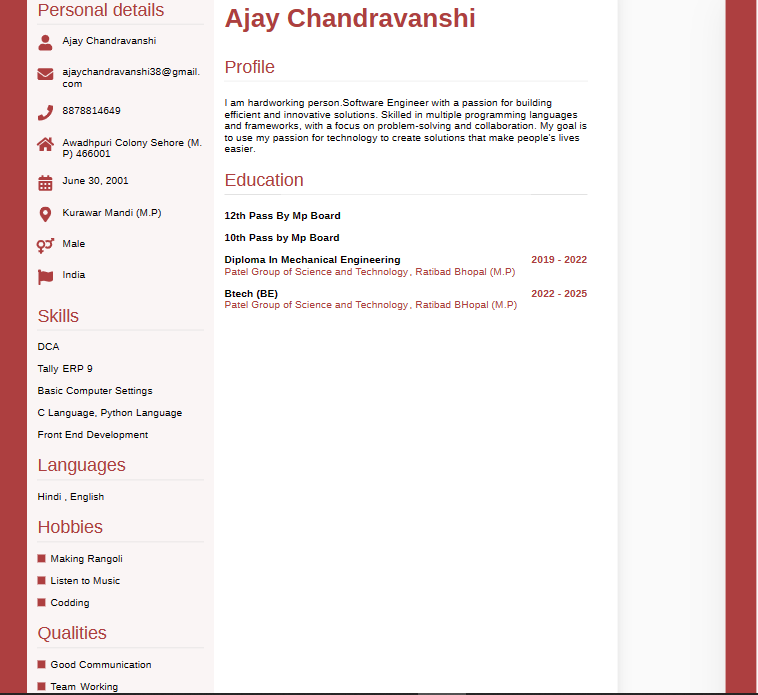 Personal details
Ajay Chandravanshi
ajaychandravanshi38@gmail.
com
8878814649
Awadhpuri Colony Sehore (M.
P) 466001
June 30, 2001
Kurawar Mandi (M.P)
Male
India
Skills
DCA
Tally ERP 9
Basic Computer Settings
C Language, Python Language
Front End Development
Languages
Hindi , English
Hobbies
Making Rangoli
Listen to Music
Codding
Qualities
Good Communication
Team Working
Ajay Chandravanshi
Profile
I am hardworking person.Software Engineer with a passion for building
efficient and innovative solutions. Skilled in multiple programming languages
and frameworks, with a focus on problem-solving and collaboration. My goal is
to use my passion for technology to create solutions that make people's lives
easier.
Education
12th Pass By Mp Board
10th Pass by Mp Board
Diploma In Mechanical Engineering 2019 - 2022
Patel Group of Science and Technology, Ratibad Bhopal (M.P)
Btech (BE) 2022 - 2025
Patel Group of Science and Technology, Ratibad BHopal (M.P)